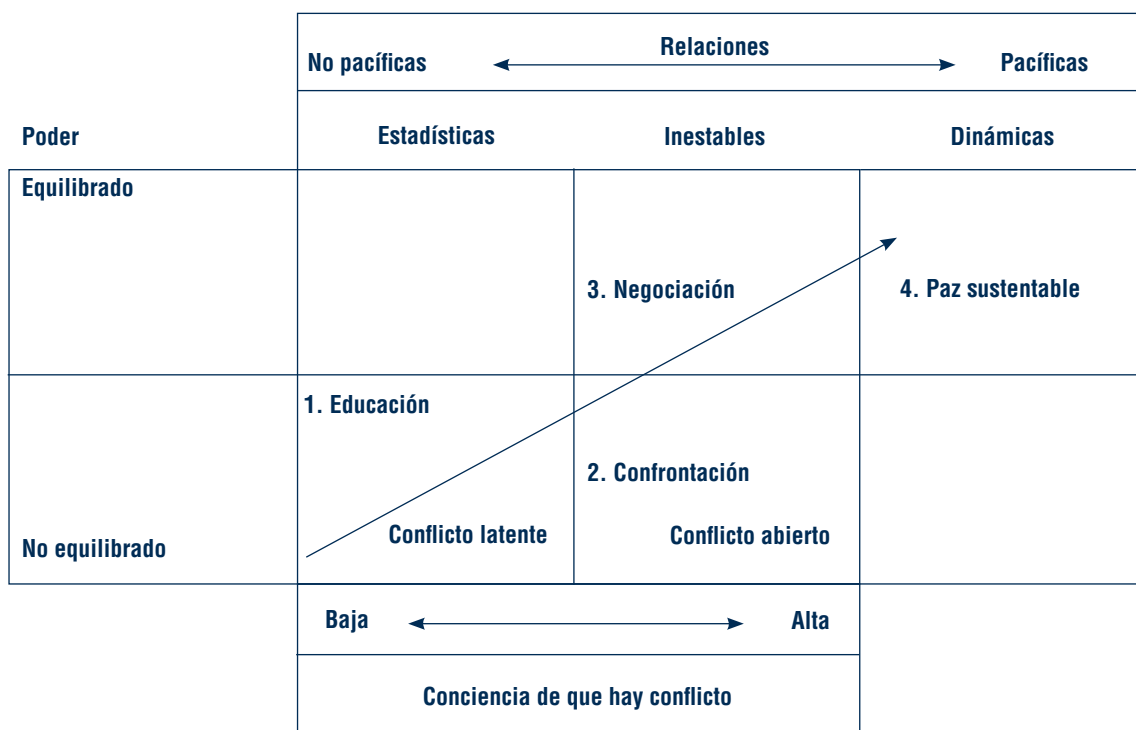 Relaciones
No pacíficas
Pacíficas
Poder
Estadísticas
Inestables
Dinámicas
Equilibrado
3. Negociación
4. Paz sustentable
1. Educación
2. Confrontación
No equilibrado
Conflicto latente
Conflicto abierto
Baja
Alta
Conciencia de que hay conflicto